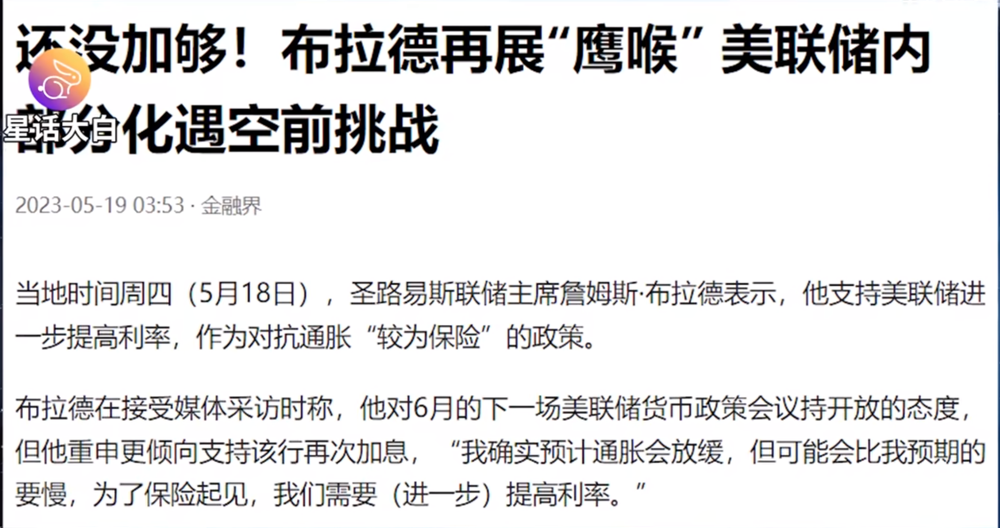 还没加够！布拉德再展“鹰喉”美联储内
部分化遇空前挑战
星话大白
2023-05-19 03:53 · 金融界
当地时间周四（5月18日），圣路易斯联储主席詹姆斯·布拉德表示，他支持美联储进
一步提高利率，作为对抗通胀“较为保险”的政策。
布拉德在接受媒体采访时称，他对6月的下一场美联储货币政策会议持开放的态度，
但他重申更倾向支持该行再次加息，“我确实预计通胀会放缓，但可能会比我预期的
要慢，为了保险起见，我们需要（进一步）提高利率。”